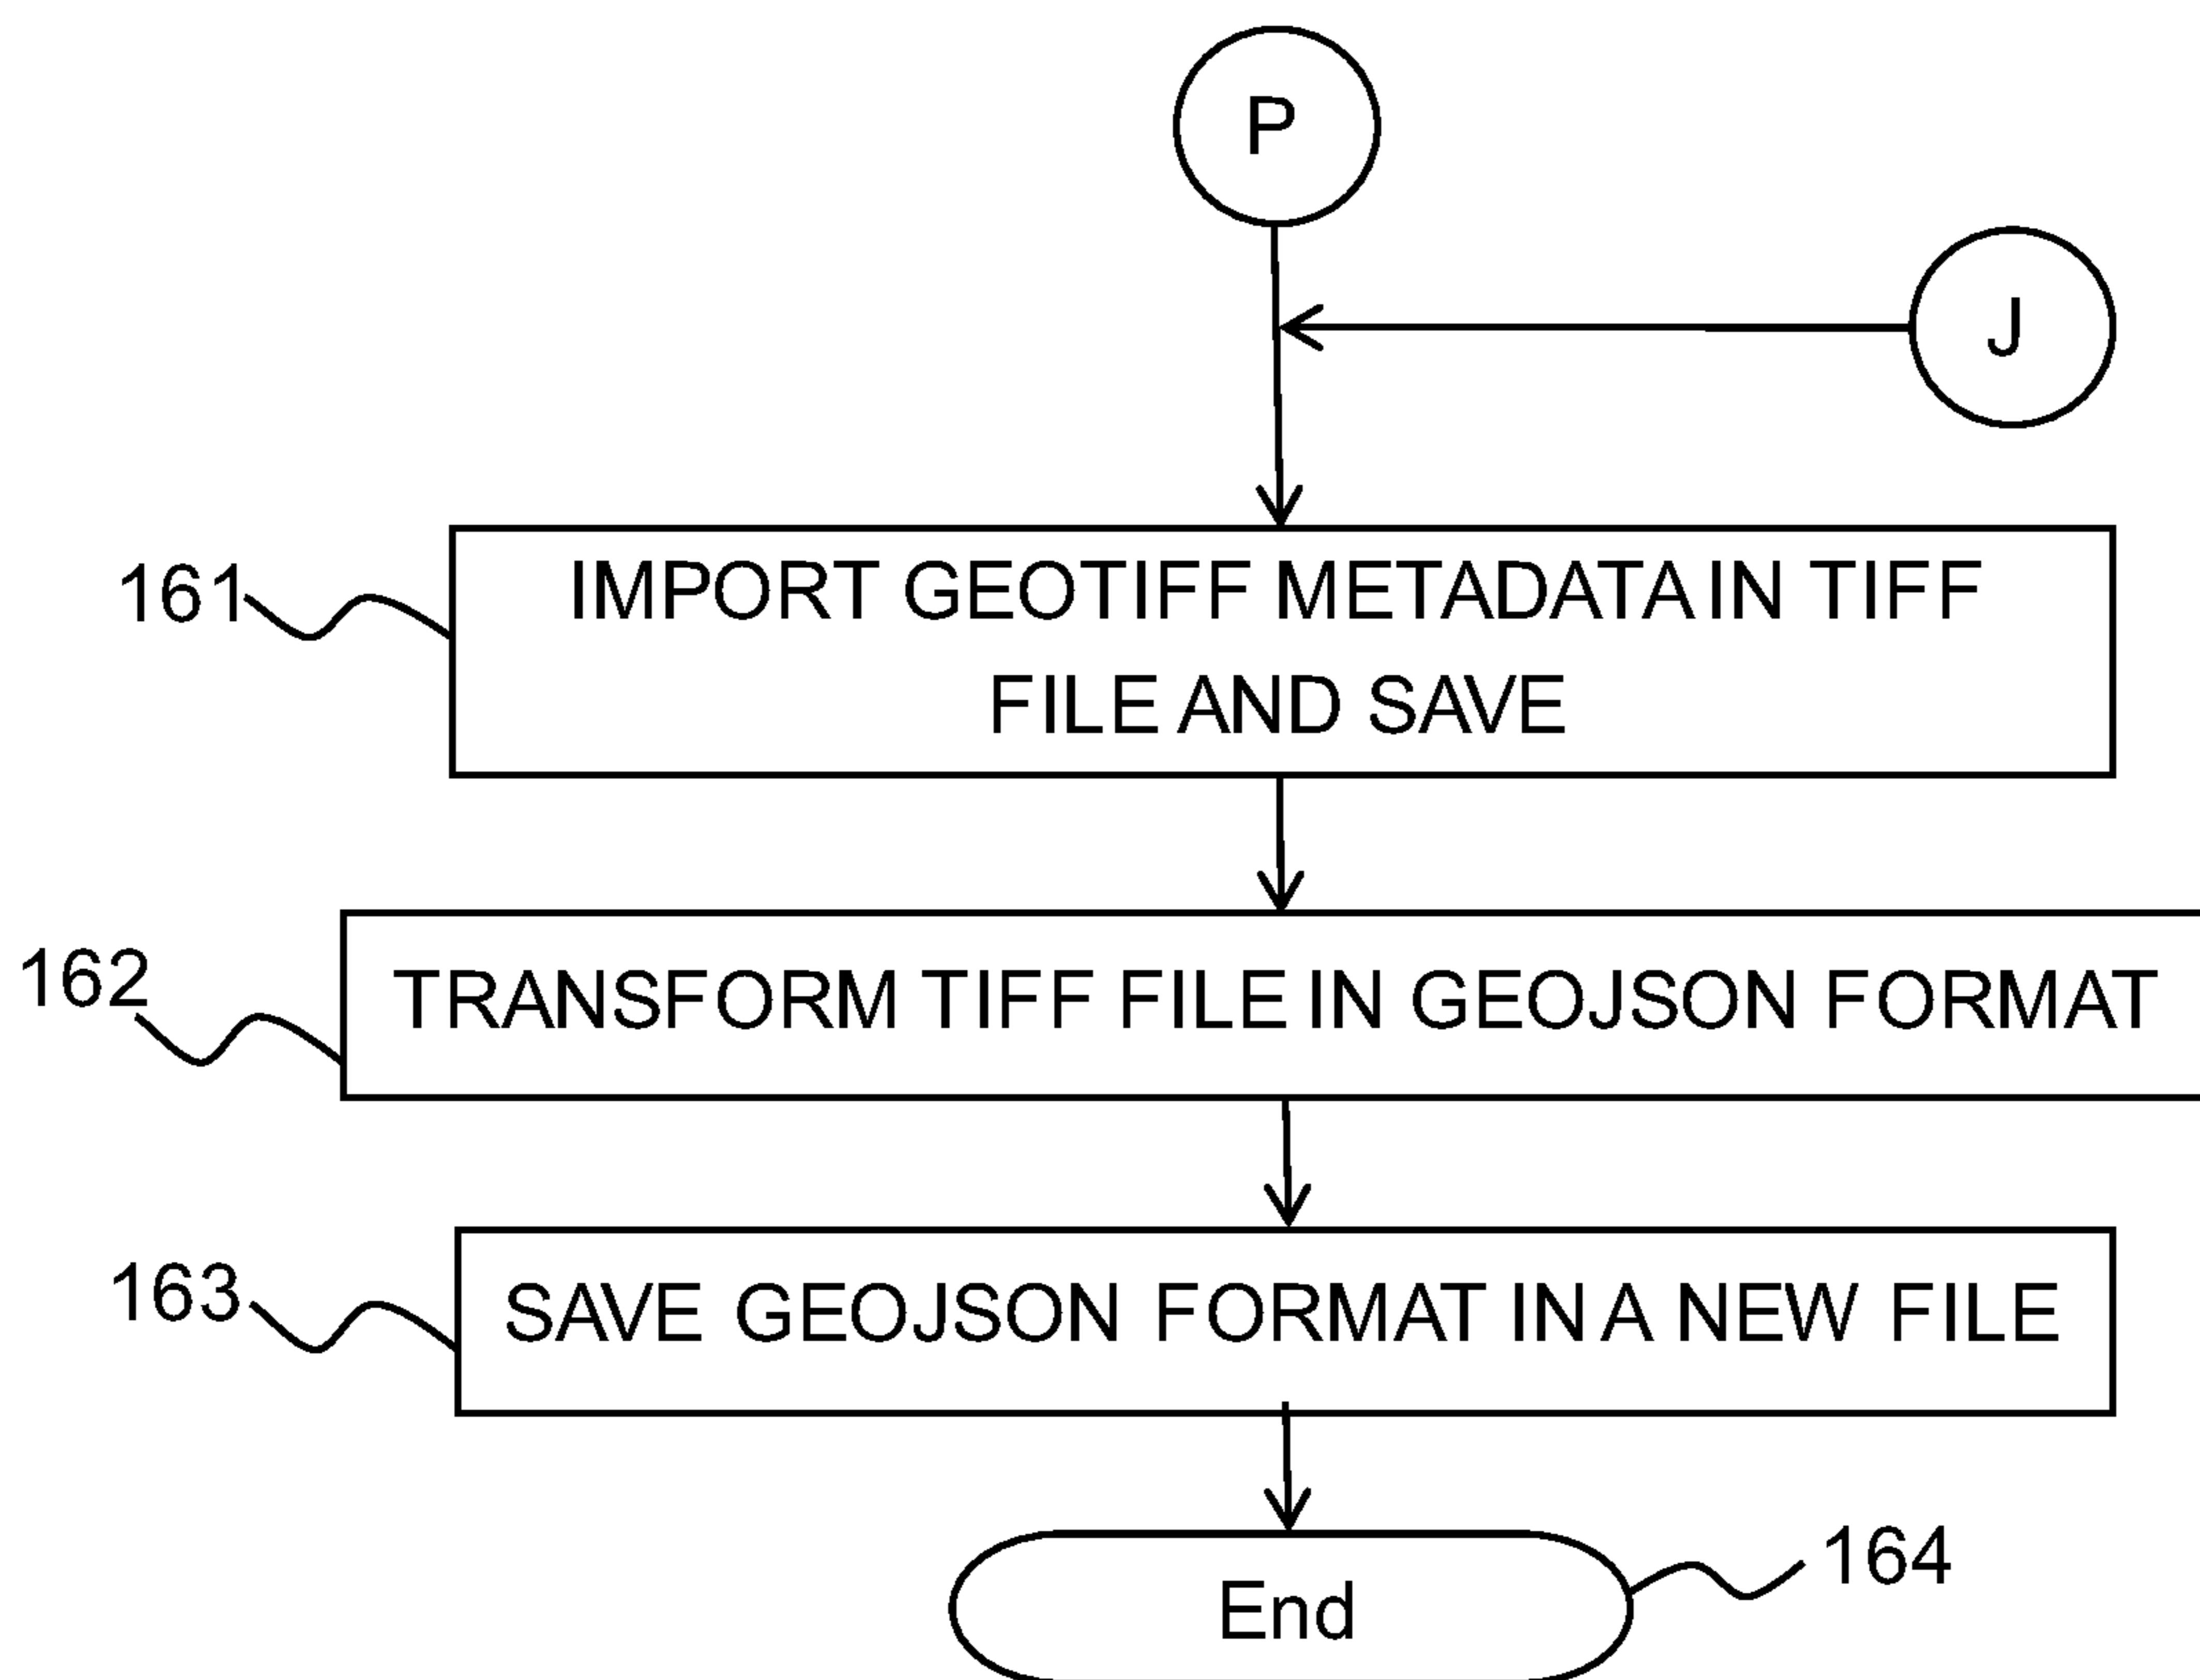 P
J
161
IMPORT GEOTIFF METADATA IN TIFF
FILE AND SAVE
162
TRANSFORM TIFF FILE IN GEOJSON FORMAT
163
SAVE GEOJSON FORMAT IN A NEW FILE
End
164